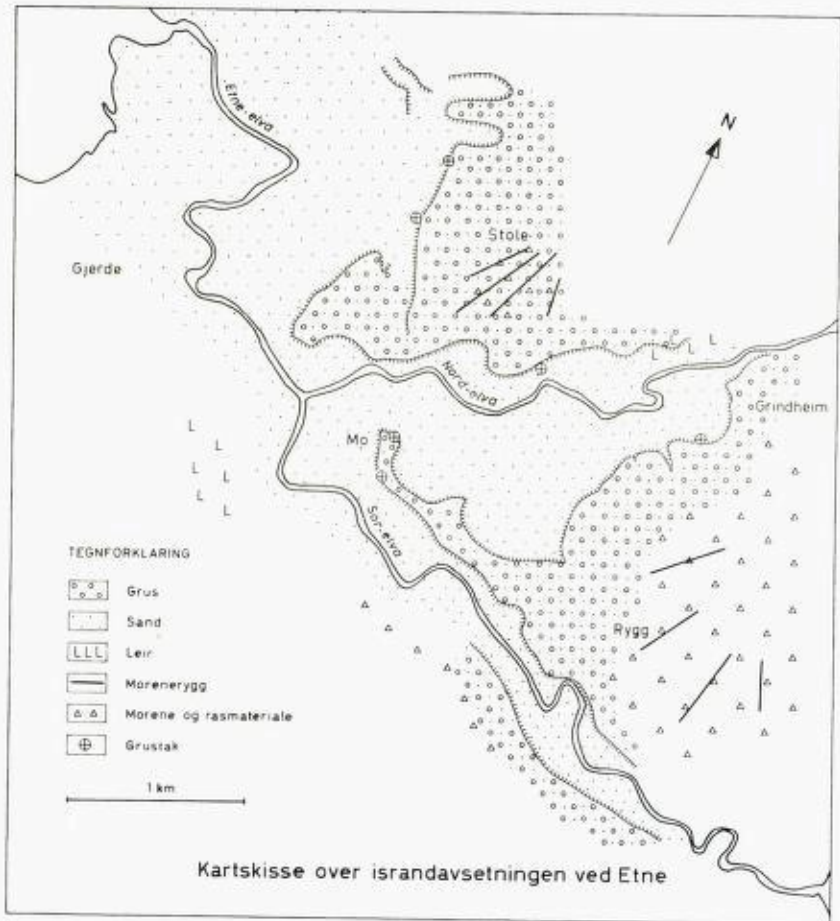 Etne-elva
N
Stole
Gjerde
Nord-elva
L L L L
Grindheim
Mo
L L L L L L
Sør-elva
Rygg
TEGNFORKLARING
Grus
Sand
LLL Leir
Morenerygg
Morene og rasmateriale
Grustak
1 km
Kartskisse over israndavsetningen ved Etne